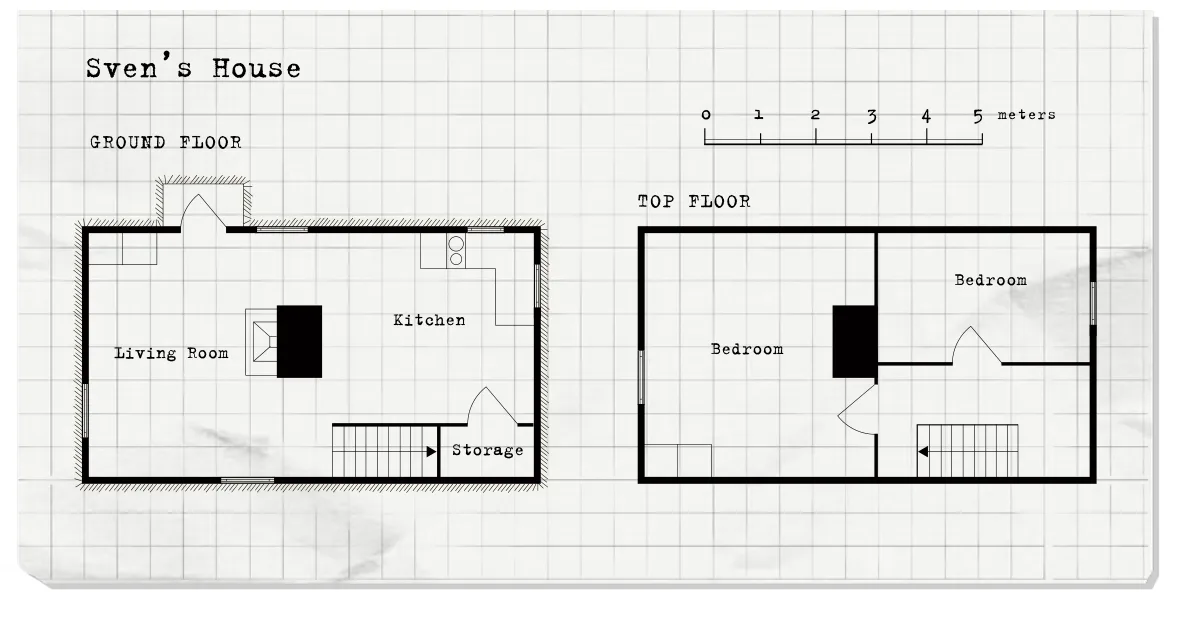 Sven's House
0 1 2 3 4 5 meters
GROUND FLOOR
TOP FLOOR
Bedroom
Kitchen
Living Room
Bedroom
Storage